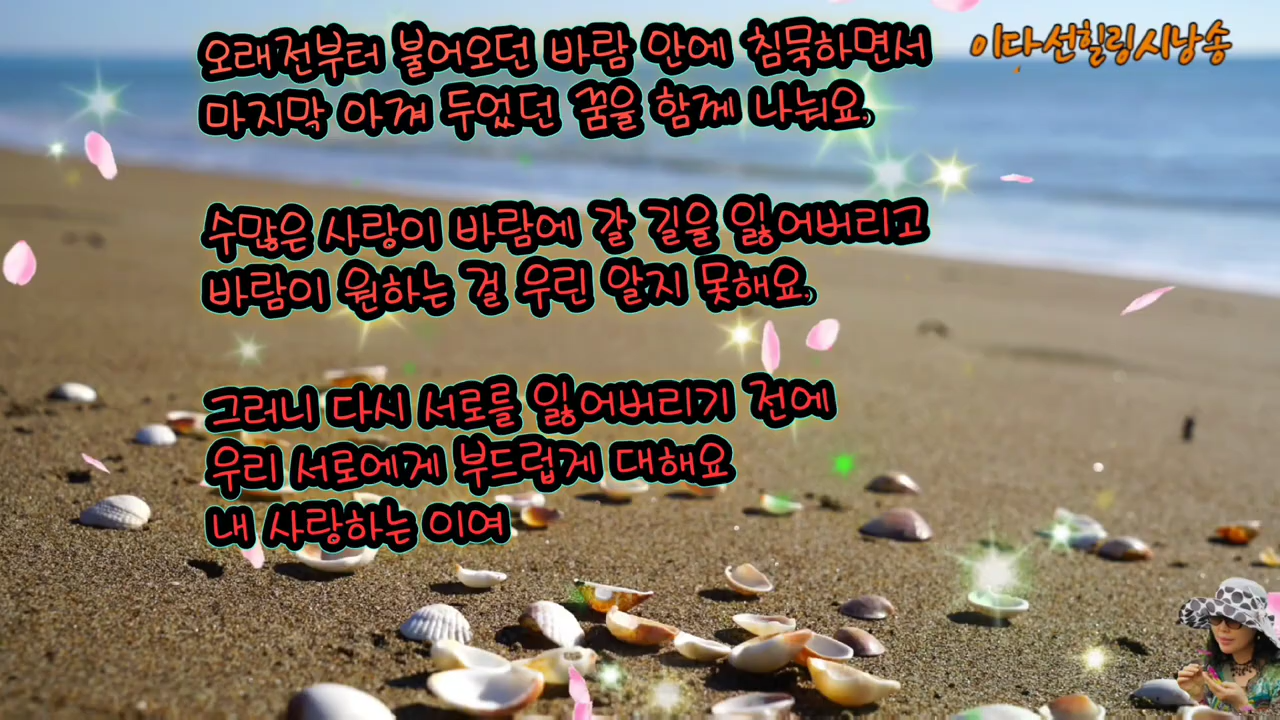 이다선힐링시낭송
오래전부터 불어오던 바람 안에 침묵하면서
마지막 아껴 두었던 꿈을 함께 나눠요.
수많은 사랑이 바람에 갈 길을 잃어버리고
바람이 원하는 걸 우린 알지 못해요.
그러니 다시 서로를 잃어버리기 전에
우리 서로에게 부드럽게 대해요
내 사랑하는 이여